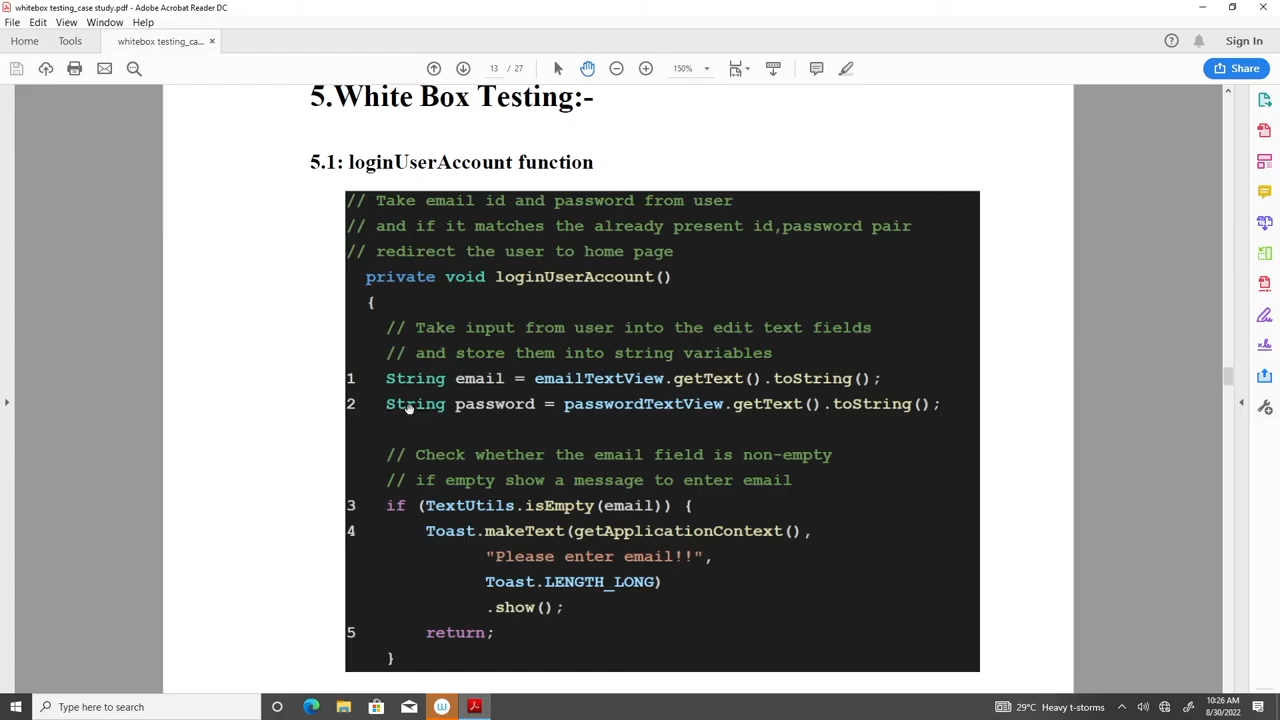 whitebox testing_case study.pdf - Adobe Acrobat Reader DC
File Edit View Window Help
Home Tools whitebox testing_ca... × Sign In
13 / 27 150% Share
5.White Box Testing:-
5.1: loginUserAccount function
// Take email id and password from user
// and if it matches the already present id,password pair
// redirect the user to home page
private void loginUserAccount()
{
// Take input from user into the edit text fields
// and store them into string variables
1 String email = emailTextView.getText().toString();
2 String password = passwordTextView.getText().toString();
// Check whether the email field is non-empty
// if empty show a message to enter email
3 if (TextUtils.isEmpty(email)) {
4 Toast.makeText(getApplicationContext(),
"Please enter email!!",
Toast.LENGTH_LONG)
.show();
5 return;
}
Type here to search 29°C Heavy t-storms 10:26 AM
8/30/2022